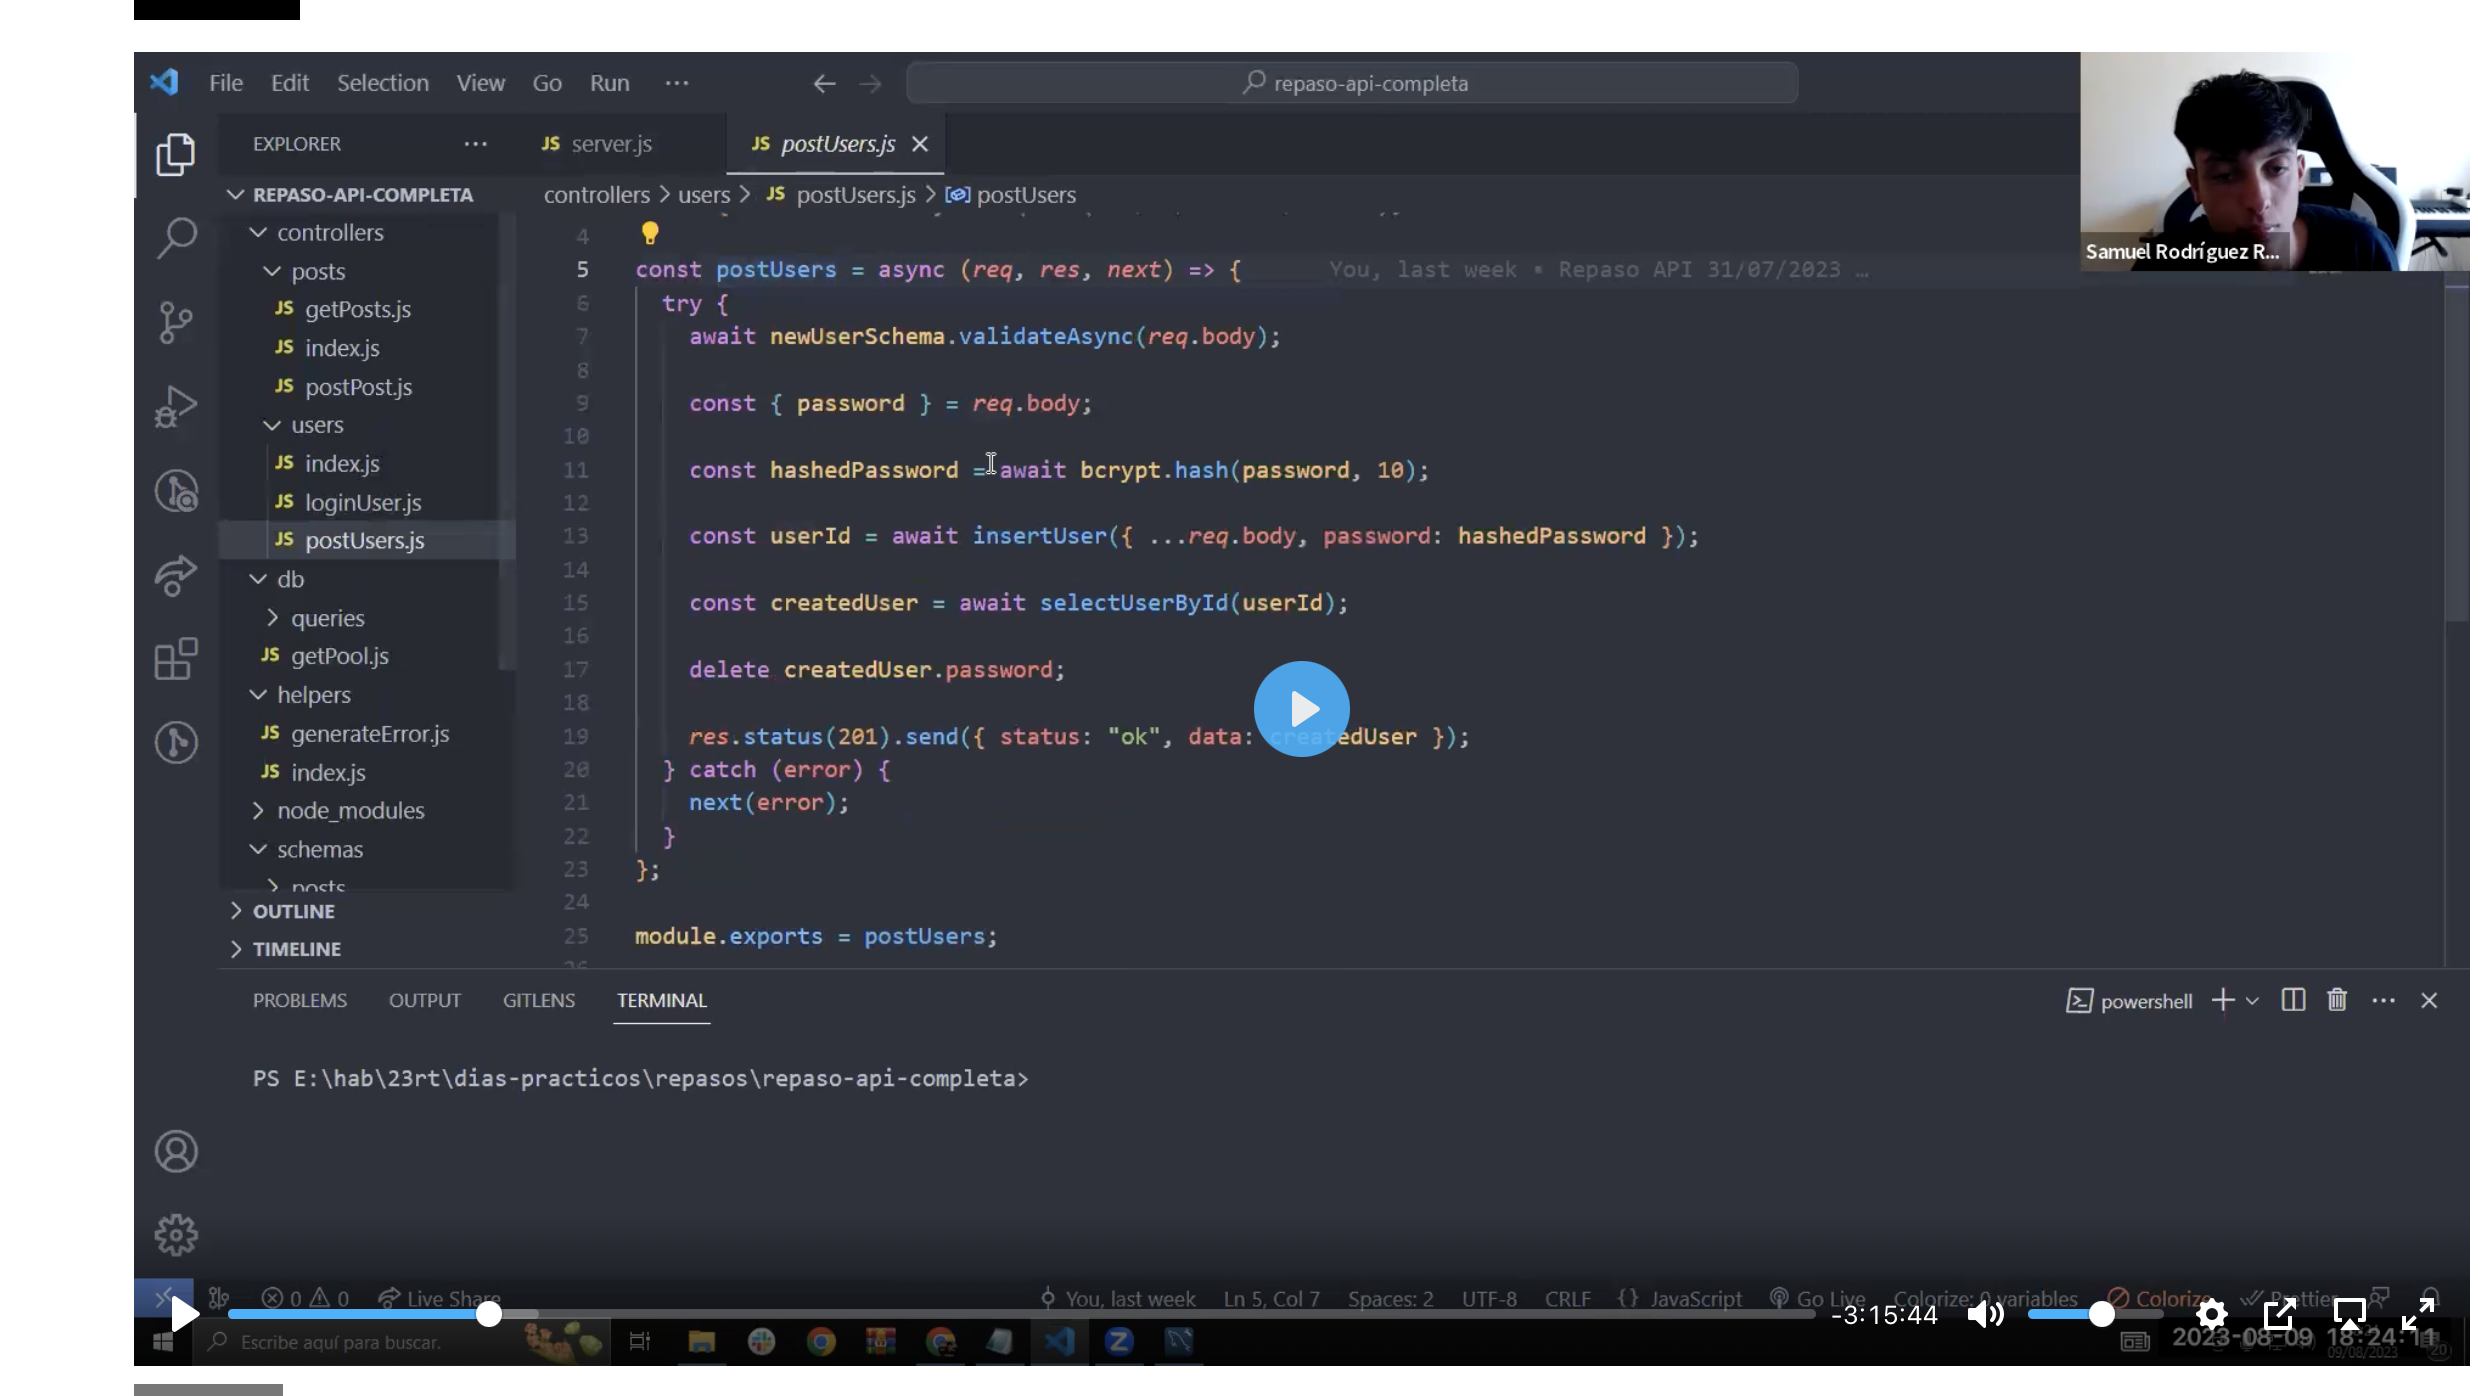 File Edit Selection View Go Run ···
repaso-api-completa
EXPLORER ···
JS server.js
JS postUsers.js
REPASO-API-COMPLETA
controllers > users > JS postUsers.js > postUsers
controllers
posts
JS getPosts.js
JS index.js
JS postPost.js
users
JS index.js
JS loginUser.js
JS postUsers.js
db
queries
JS getPool.js
helpers
JS generateError.js
JS index.js
node_modules
schemas
posts
OUTLINE
TIMELINE
4
5 const postUsers = async (req, res, next) => { You, last week • Repaso API 31/07/2023 …
6 try {
7 await newUserSchema.validateAsync(req.body);
8
9 const { password } = req.body;
10
11 const hashedPassword = await bcrypt.hash(password, 10);
12
13 const userId = await insertUser({ ...req.body, password: hashedPassword });
14
15 const createdUser = await selectUserById(userId);
16
17 delete createdUser.password;
18
19 res.status(201).send({ status: "ok", data: createdUser });
20 } catch (error) {
21 next(error);
22 }
23 };
24
25 module.exports = postUsers;
26
Samuel Rodríguez R...
PROBLEMS OUTPUT GITLENS TERMINAL
powershell
PS E:\hab\23rt\dias-practicos\repasos\repaso-api-completa>
0 0 Live Share
You, last week Ln 5, Col 7 Spaces: 2 UTF-8 CRLF {} JavaScript Go Live Colorize: 0 variables Colorize Prettier
-3:15:44
Escribe aquí para buscar.
2023-08-09 18:24:11
09/08/2023
20